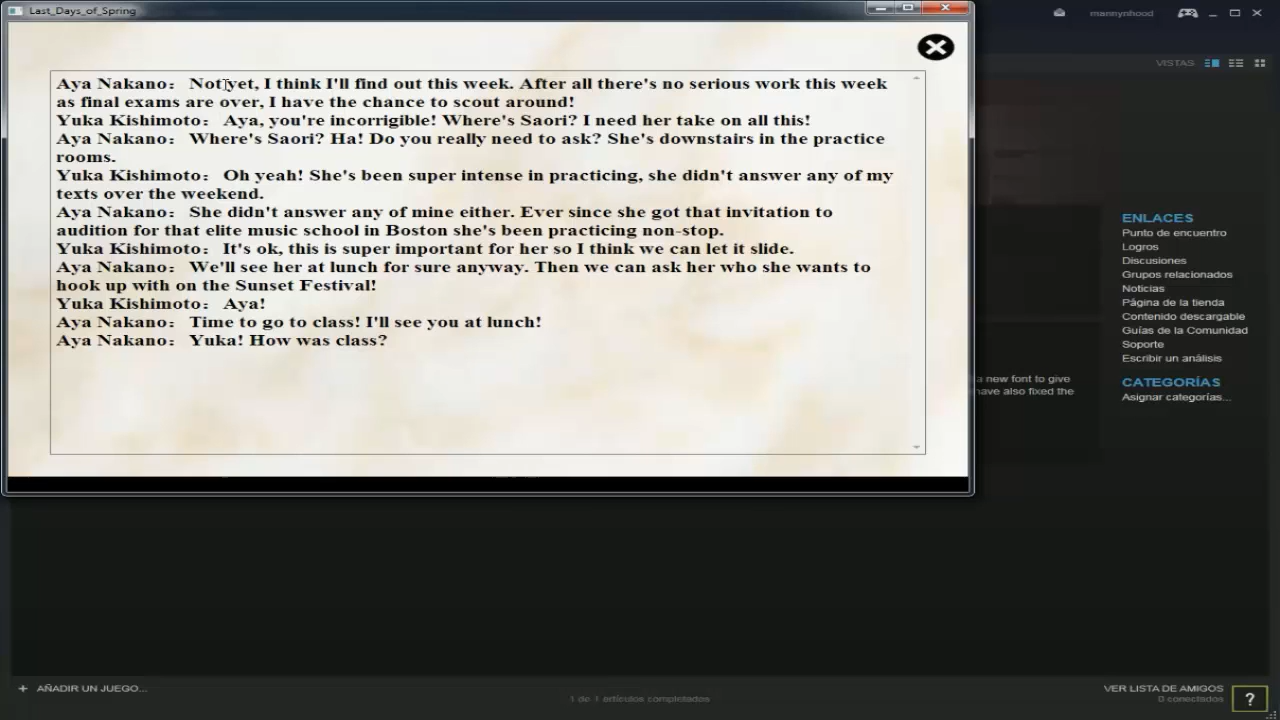 Last_Days_of_Spring
mannynhood
VISTAS
Aya Nakano: Not yet, I think I'll find out this week. After all there's no serious work this week
as final exams are over, I have the chance to scout around!
Yuka Kishimoto: Aya, you're incorrigible! Where's Saori? I need her take on all this!
Aya Nakano: Where's Saori? Ha! Do you really need to ask? She's downstairs in the practice
rooms.
Yuka Kishimoto: Oh yeah! She's been super intense in practicing, she didn't answer any of my
texts over the weekend.
Aya Nakano: She didn't answer any of mine either. Ever since she got that invitation to
audition for that elite music school in Boston she's been practicing non-stop.
Yuka Kishimoto: It's ok, this is super important for her so I think we can let it slide.
Aya Nakano: We'll see her at lunch for sure anyway. Then we can ask her who she wants to
hook up with on the Sunset Festival!
Yuka Kishimoto: Aya!
Aya Nakano: Time to go to class! I'll see you at lunch!
Aya Nakano: Yuka! How was class?
a new font to give
have also fixed the
ENLACES
Punto de encuentro
Logros
Discusiones
Grupos relacionados
Noticias
Página de la tienda
Contenido descargable
Guías de la Comunidad
Soporte
Escribir un análisis
CATEGORÍAS
Asignar categorías...
+ AÑADIR UN JUEGO...
1 de 1 artículos completados
VER LISTA DE AMIGOS
0 conectados
?